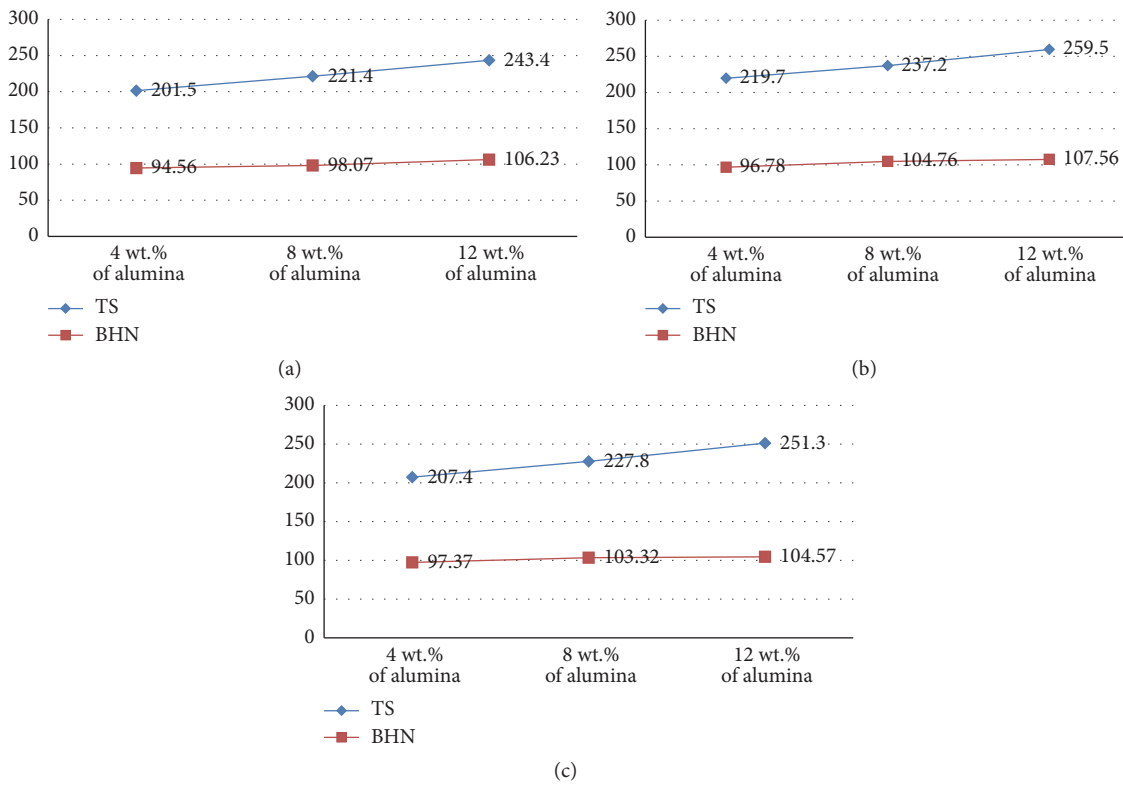 300
250
200
150
100
50
0
201.5
221.4
243.4
94.56
98.07
106.23
4 wt.%
of alumina
8 wt.%
of alumina
12 wt.%
of alumina
TS
BHN
(a)
300
250
200
150
100
50
0
219.7
237.2
259.5
96.78
104.76
107.56
4 wt.%
of alumina
8 wt.%
of alumina
12 wt.%
of alumina
TS
BHN
(b)
300
250
200
150
100
50
0
207.4
227.8
251.3
97.37
103.32
104.57
4 wt.%
of alumina
8 wt.%
of alumina
12 wt.%
of alumina
TS
BHN
(c)